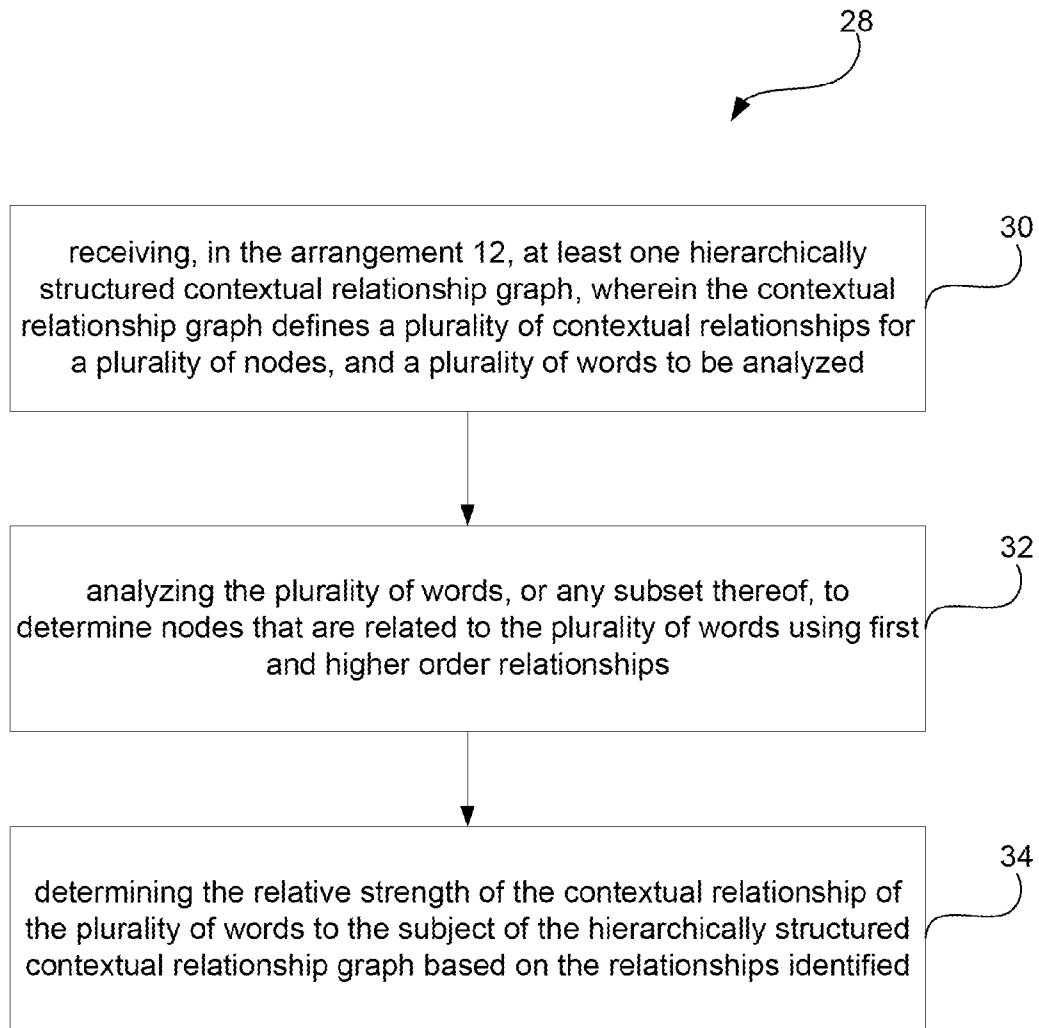 28
receiving, in the arrangement 12, at least one hierarchically
structured contextual relationship graph, wherein the contextual
relationship graph defines a plurality of contextual relationships for
a plurality of nodes, and a plurality of words to be analyzed
30
analyzing the plurality of words, or any subset thereof, to
determine nodes that are related to the plurality of words using first
and higher order relationships
32
determining the relative strength of the contextual relationship of
the plurality of words to the subject of the hierarchically structured
contextual relationship graph based on the relationships identified
34